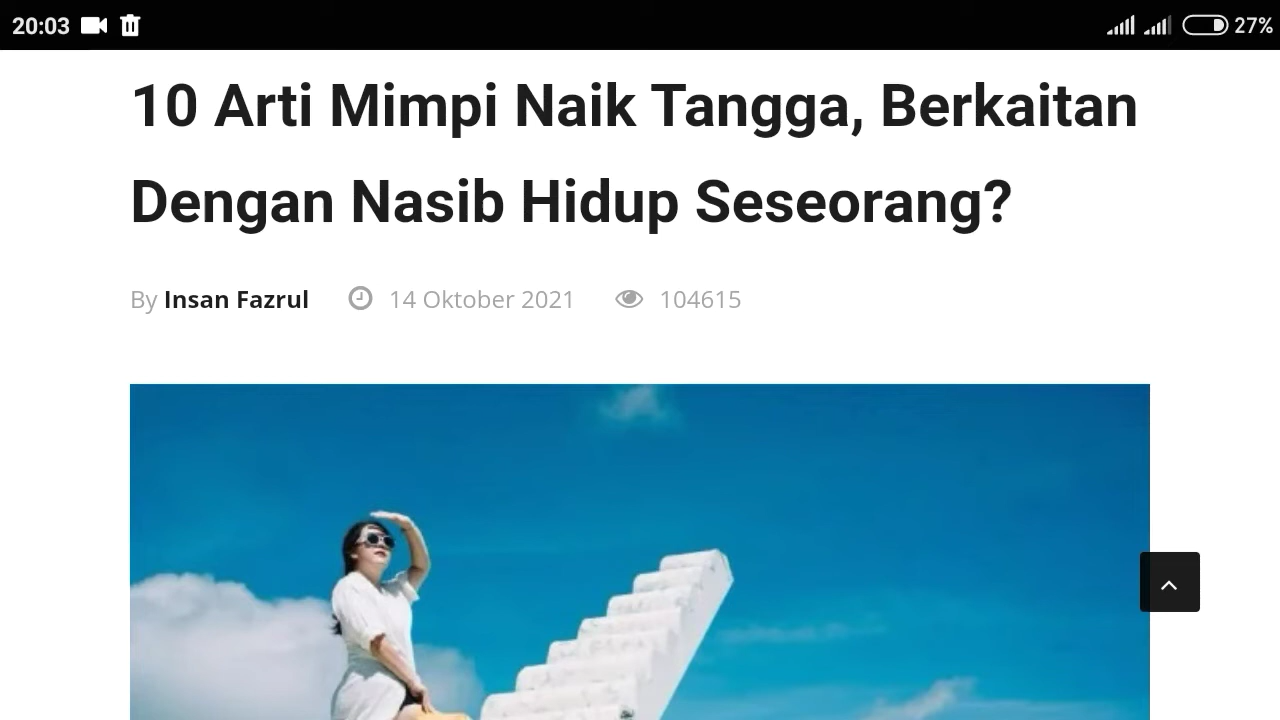 20:03 27%
10 Arti Mimpi Naik Tangga, Berkaitan
Dengan Nasib Hidup Seseorang?
By Insan Fazrul 14 Oktober 2021 104615